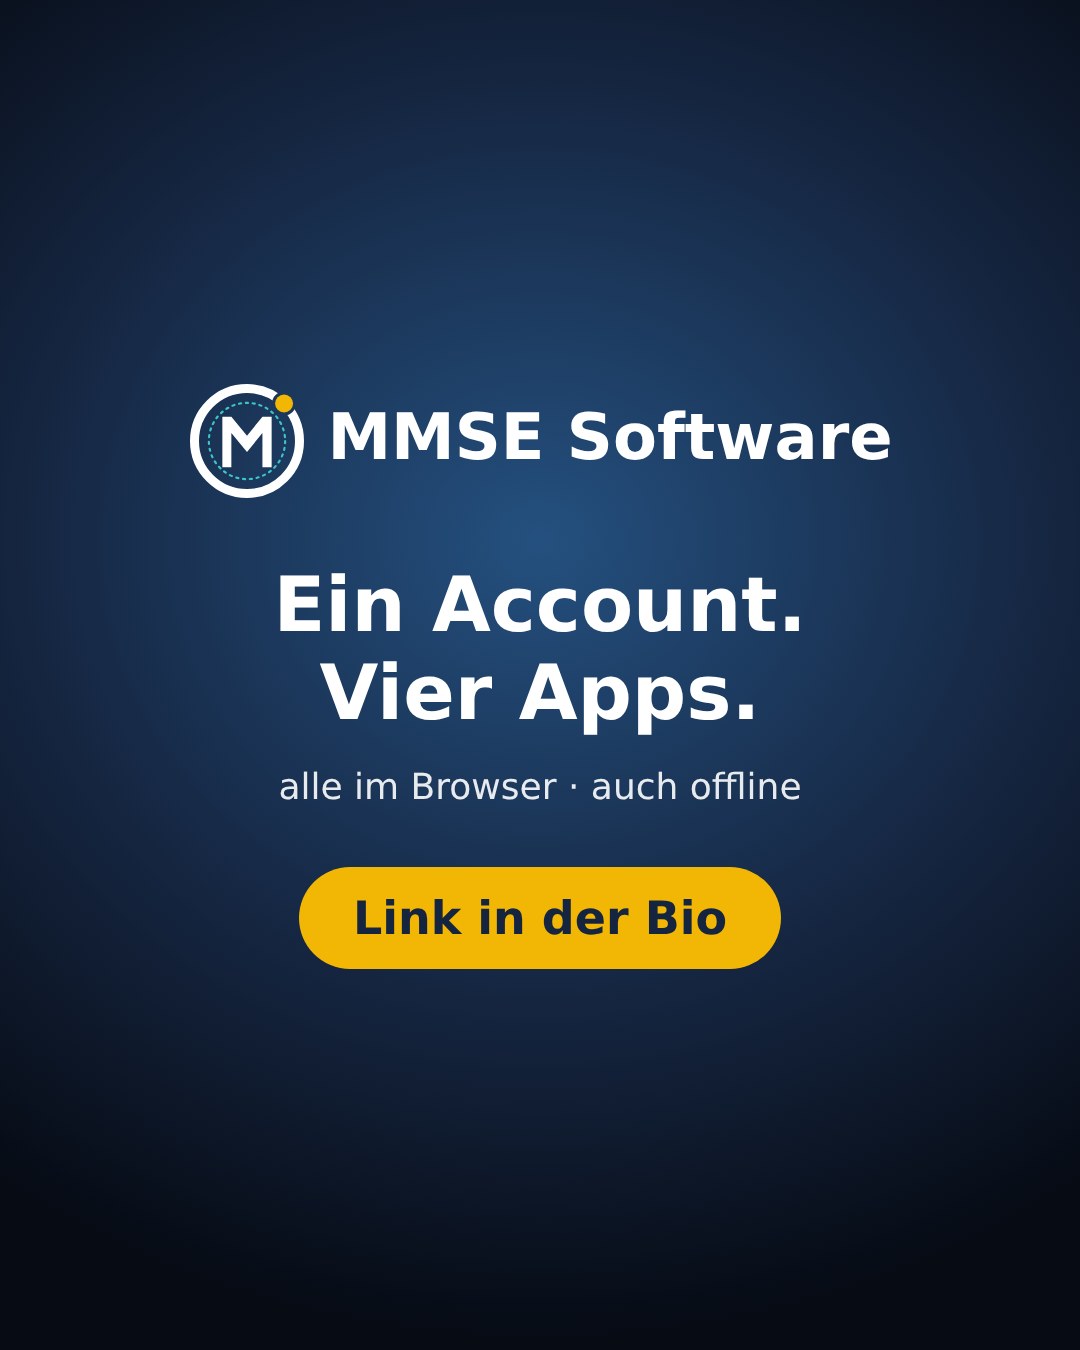 M MMSE Software
Ein Account.
Vier Apps.
alle im Browser · auch offline
Link in der Bio